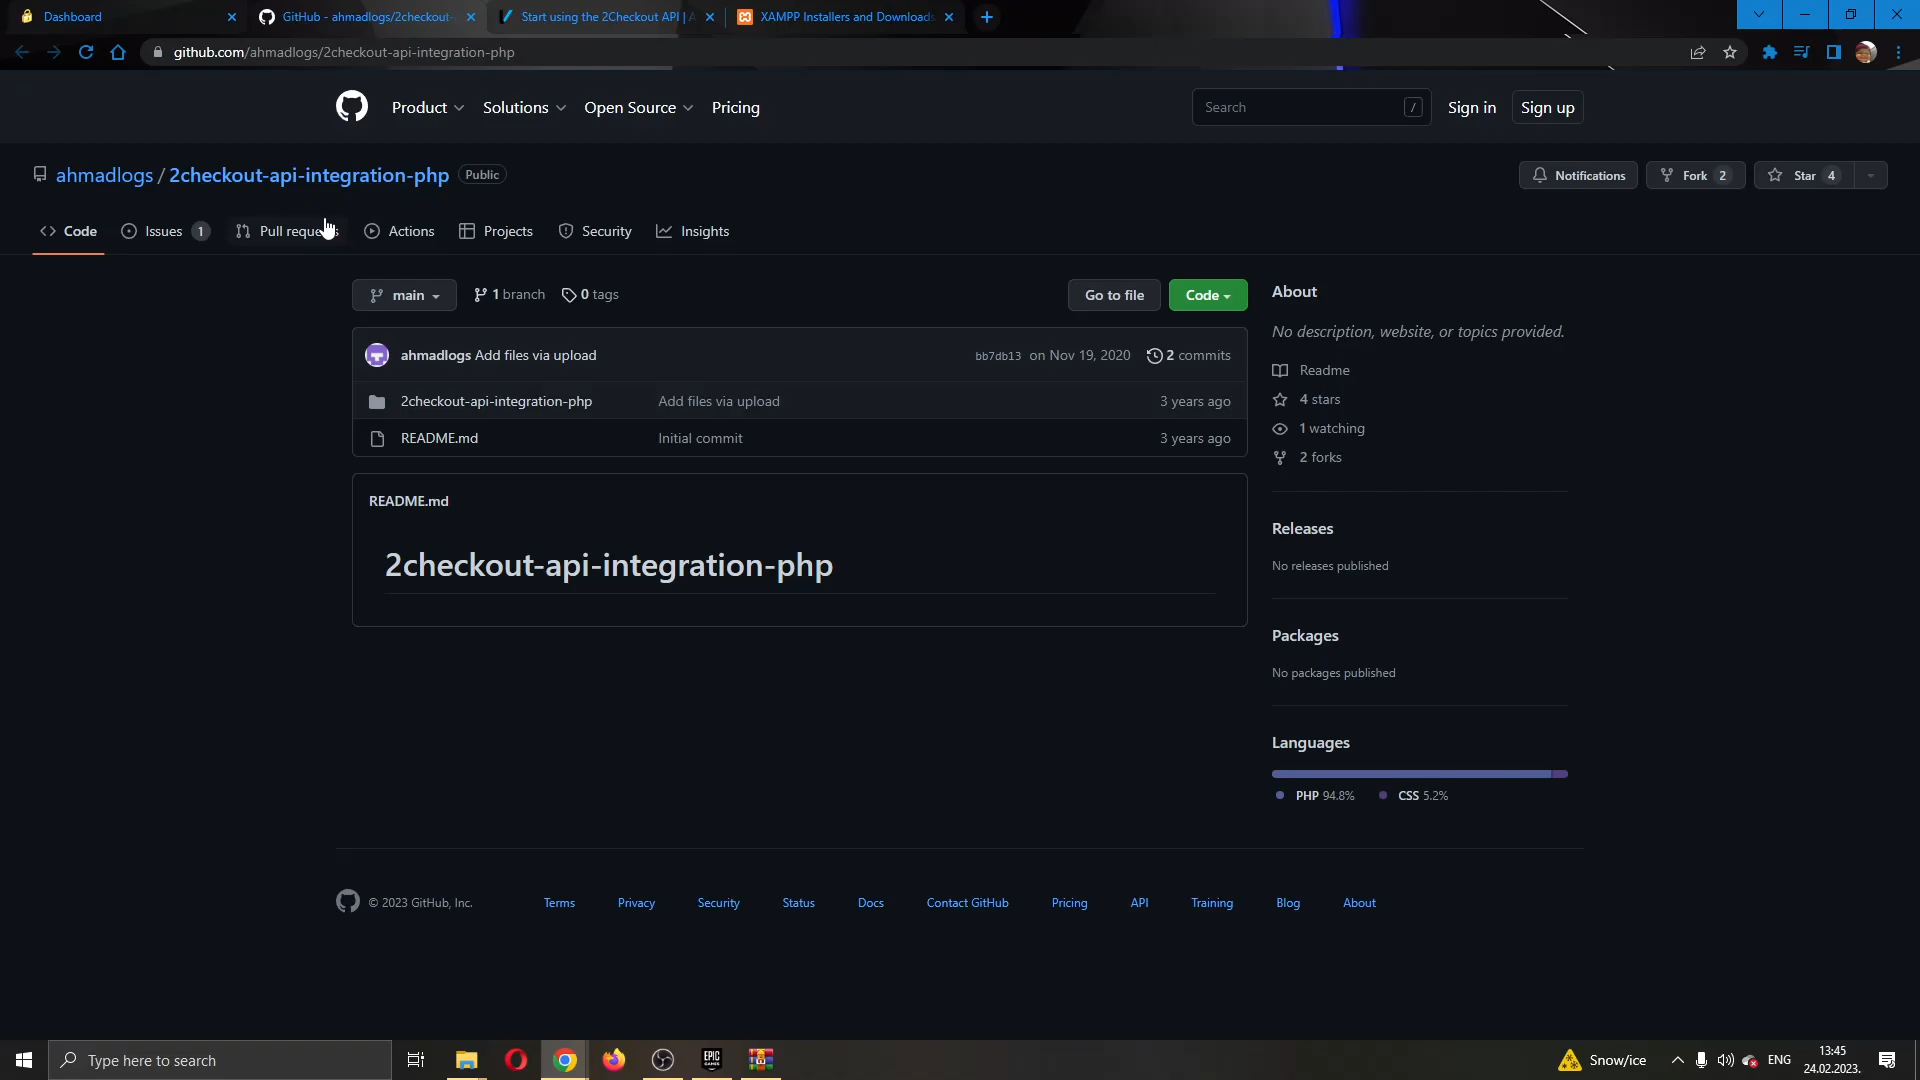 Dashboard
GitHub - ahmadlogs/2checkout-
Start using the 2Checkout API | A
XAMPP Installers and Downloads
github.com/ahmadlogs/2checkout-api-integration-php
Product
Solutions
Open Source
Pricing
Search /
Sign in
Sign up
ahmadlogs / 2checkout-api-integration-php Public
Notifications
Fork 2
Star 4
Code
Issues 1
Pull requests
Actions
Projects
Security
Insights
main
1 branch
0 tags
Go to file
Code
ahmadlogs Add files via upload
bb7db13 on Nov 19, 2020
2 commits
2checkout-api-integration-php Add files via upload 3 years ago
README.md Initial commit 3 years ago
README.md
2checkout-api-integration-php
About
No description, website, or topics provided.
Readme
4 stars
1 watching
2 forks
Releases
No releases published
Packages
No packages published
Languages
PHP 94.8% CSS 5.2%
© 2023 GitHub, Inc.
Terms
Privacy
Security
Status
Docs
Contact GitHub
Pricing
API
Training
Blog
About
Type here to search
EPIC GAMES
Snow/ice
ENG
13:45
24.02.2023.